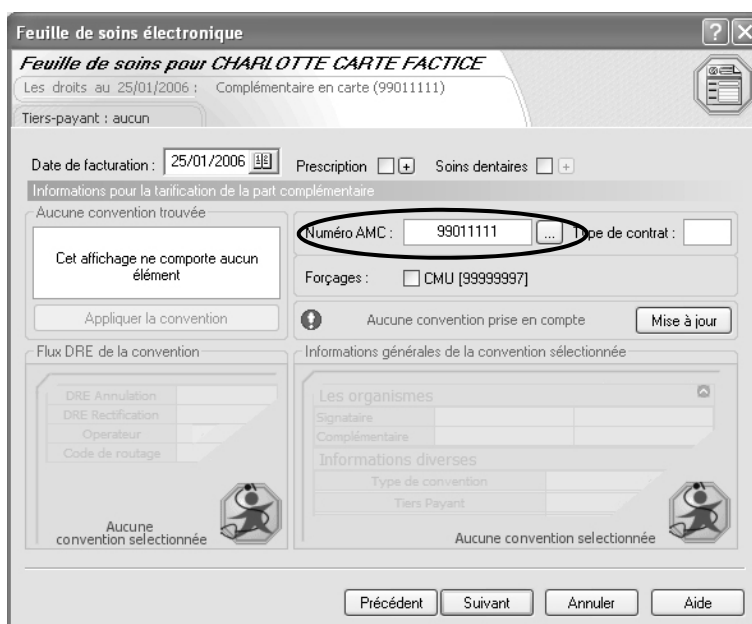 Feuille de soins électronique
Feuille de soins pour CHARLOTTE CARTE FACTICE
Les droits au 25/01/2006 : Complémentaire en carte (99011111)
Tiers-payant : aucun
Date de facturation : 25/01/2006 Prescription + Soins dentaires +
Informations pour la tarification de la part complémentaire
Aucune convention trouvée
Cet affichage ne comporte aucun
élément
Appliquer la convention
Numéro AMC : 99011111 ... Type de contrat :
Forçages : CMU [99999997]
Aucune convention prise en compte Mise à jour
Flux DRE de la convention
DRE Annulation
DRE Rectification
Operateur
Code de routage
Aucune
convention selectionnée
Informations générales de la convention sélectionnée
Les organismes
Signataire
Complémentaire
Informations diverses
Type de convention
Tiers Payant
Aucune convention selectionnée
Précédent Suivant Annuler Aide